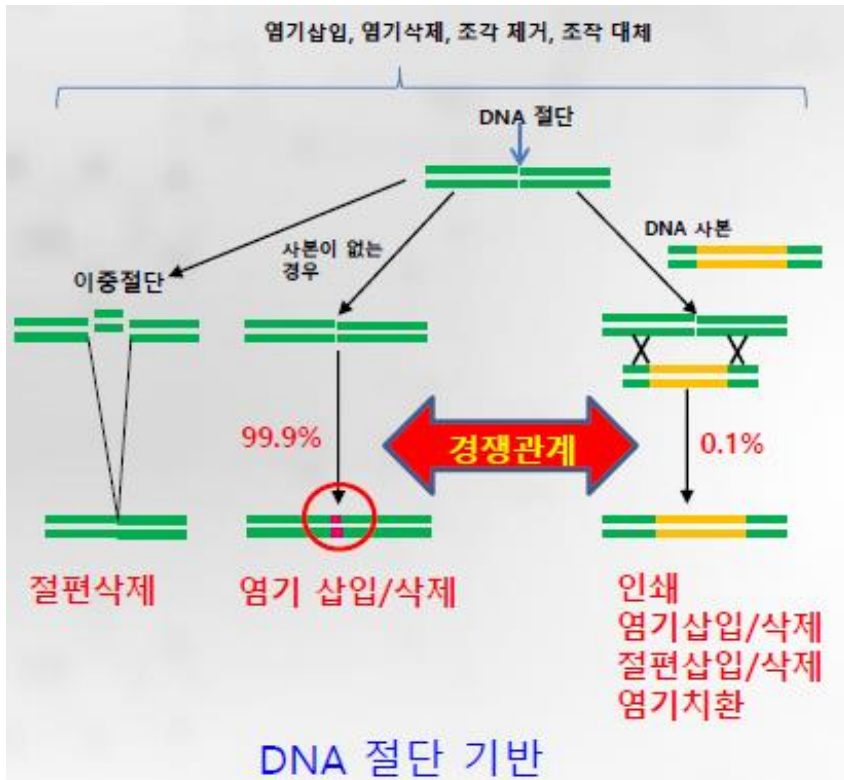 염기삽입, 염기삭제, 조각 제거, 조작 대체
DNA 절단
DNA 사본
사본이 없는
경우
이중절단
99.9%
경쟁관계
0.1%
절편삭제
염기 삽입/삭제
인쇄
염기삽입/삭제
절편삽입/삭제
염기치환
DNA 절단 기반